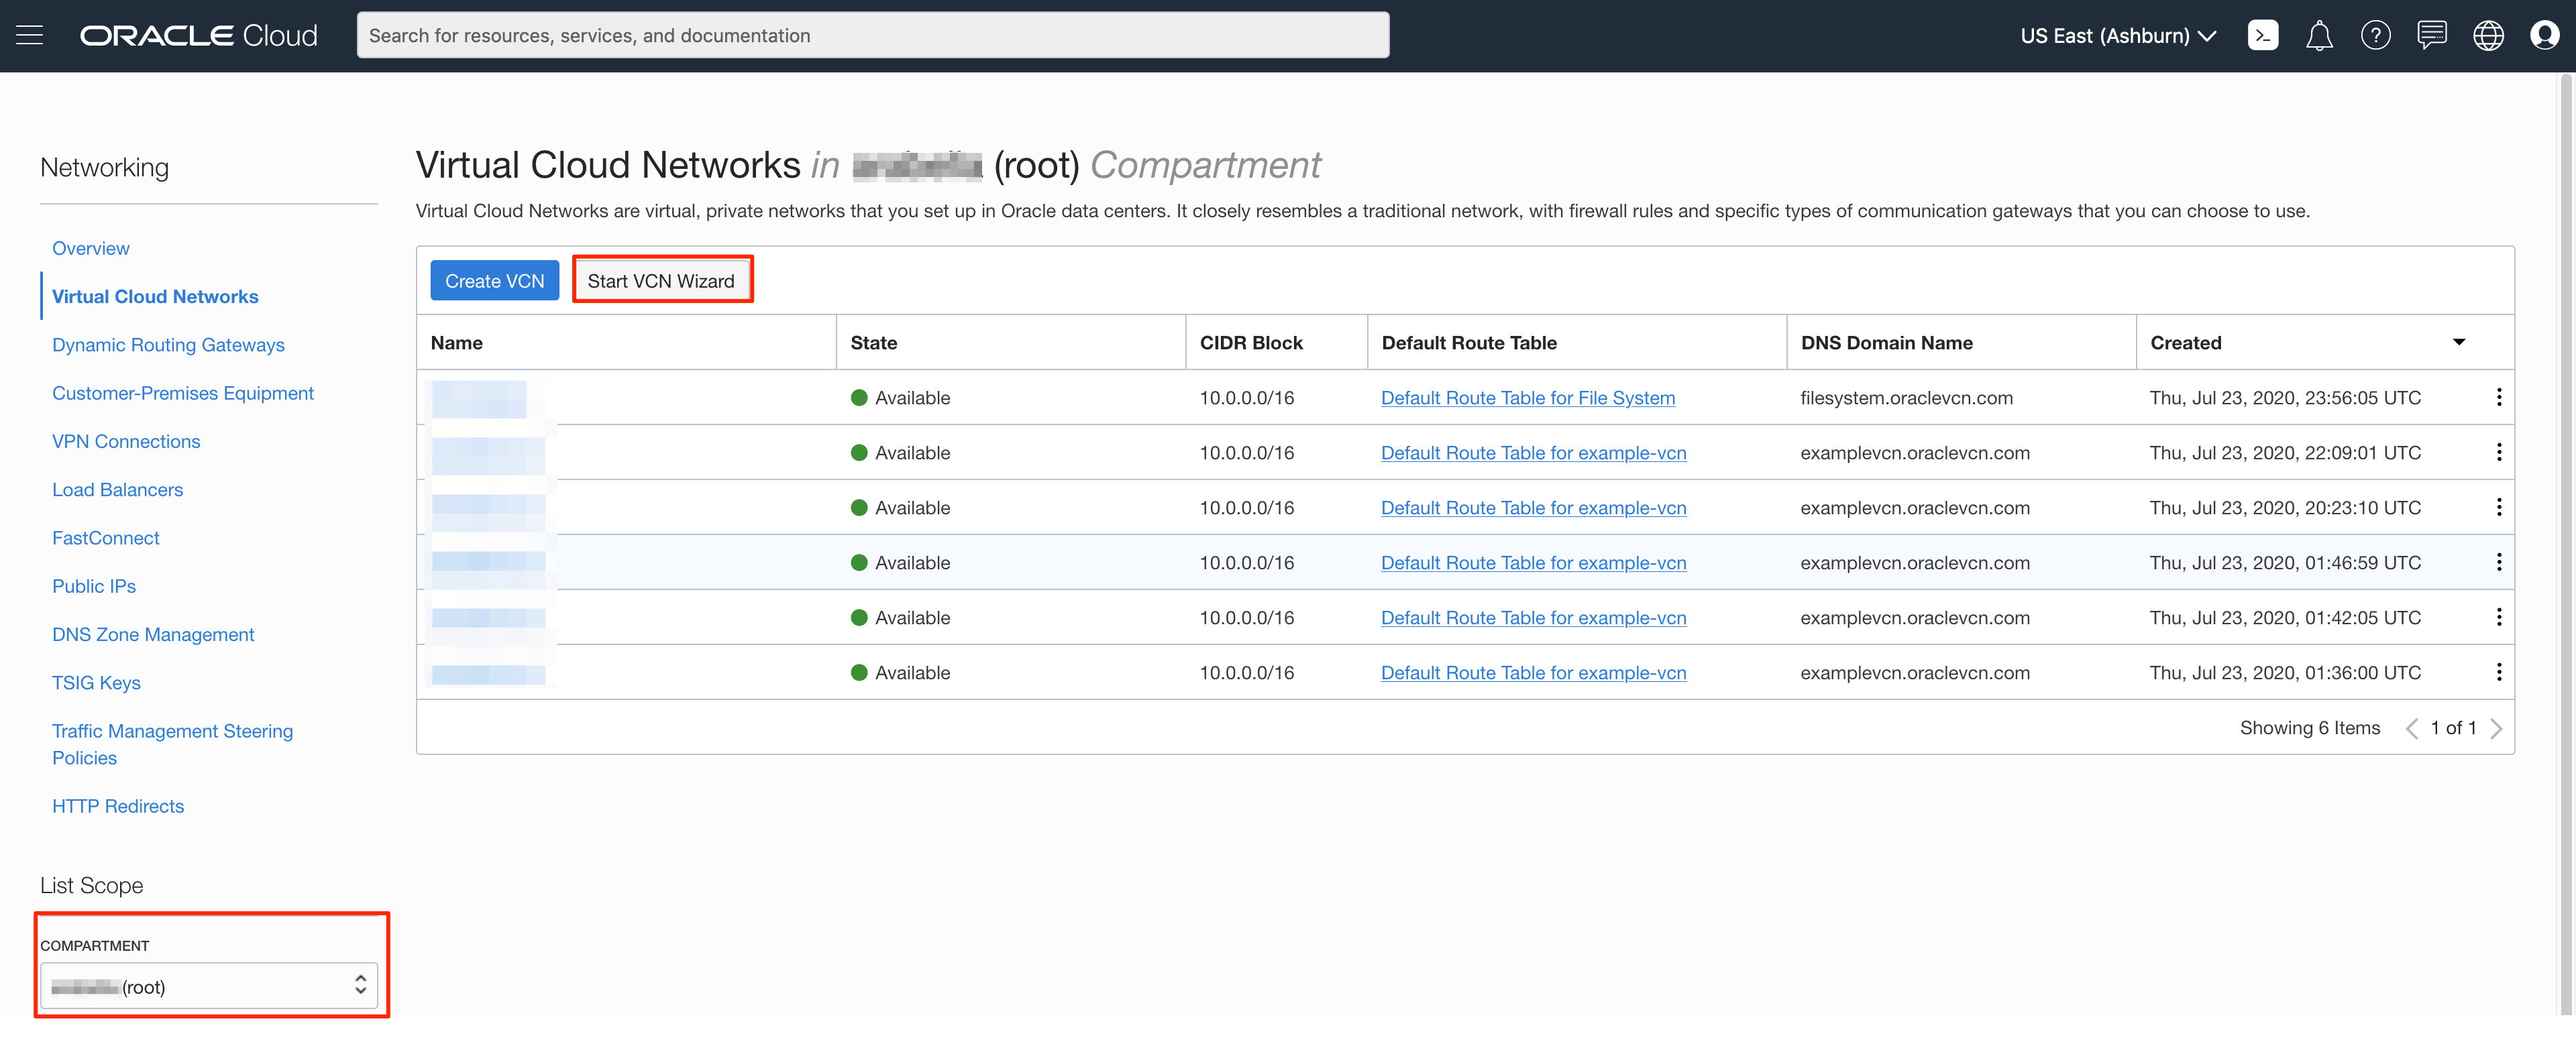 ORACLE Cloud
Search for resources, services, and documentation
US East (Ashburn)
Networking
Overview
Virtual Cloud Networks
Dynamic Routing Gateways
Customer-Premises Equipment
VPN Connections
Load Balancers
FastConnect
Public IPs
DNS Zone Management
TSIG Keys
Traffic Management Steering
Policies
HTTP Redirects
List Scope
COMPARTMENT
(root)
Virtual Cloud Networks in (root) Compartment
Virtual Cloud Networks are virtual, private networks that you set up in Oracle data centers. It closely resembles a traditional network, with firewall rules and specific types of communication gateways that you can choose to use.
Create VCN Start VCN Wizard
Name State CIDR Block Default Route Table DNS Domain Name Created
Available 10.0.0.0/16 Default Route Table for File System filesystem.oraclevcn.com Thu, Jul 23, 2020, 23:56:05 UTC
Available 10.0.0.0/16 Default Route Table for example-vcn examplevcn.oraclevcn.com Thu, Jul 23, 2020, 22:09:01 UTC
Available 10.0.0.0/16 Default Route Table for example-vcn examplevcn.oraclevcn.com Thu, Jul 23, 2020, 20:23:10 UTC
Available 10.0.0.0/16 Default Route Table for example-vcn examplevcn.oraclevcn.com Thu, Jul 23, 2020, 01:46:59 UTC
Available 10.0.0.0/16 Default Route Table for example-vcn examplevcn.oraclevcn.com Thu, Jul 23, 2020, 01:42:05 UTC
Available 10.0.0.0/16 Default Route Table for example-vcn examplevcn.oraclevcn.com Thu, Jul 23, 2020, 01:36:00 UTC
Showing 6 Items 1 of 1